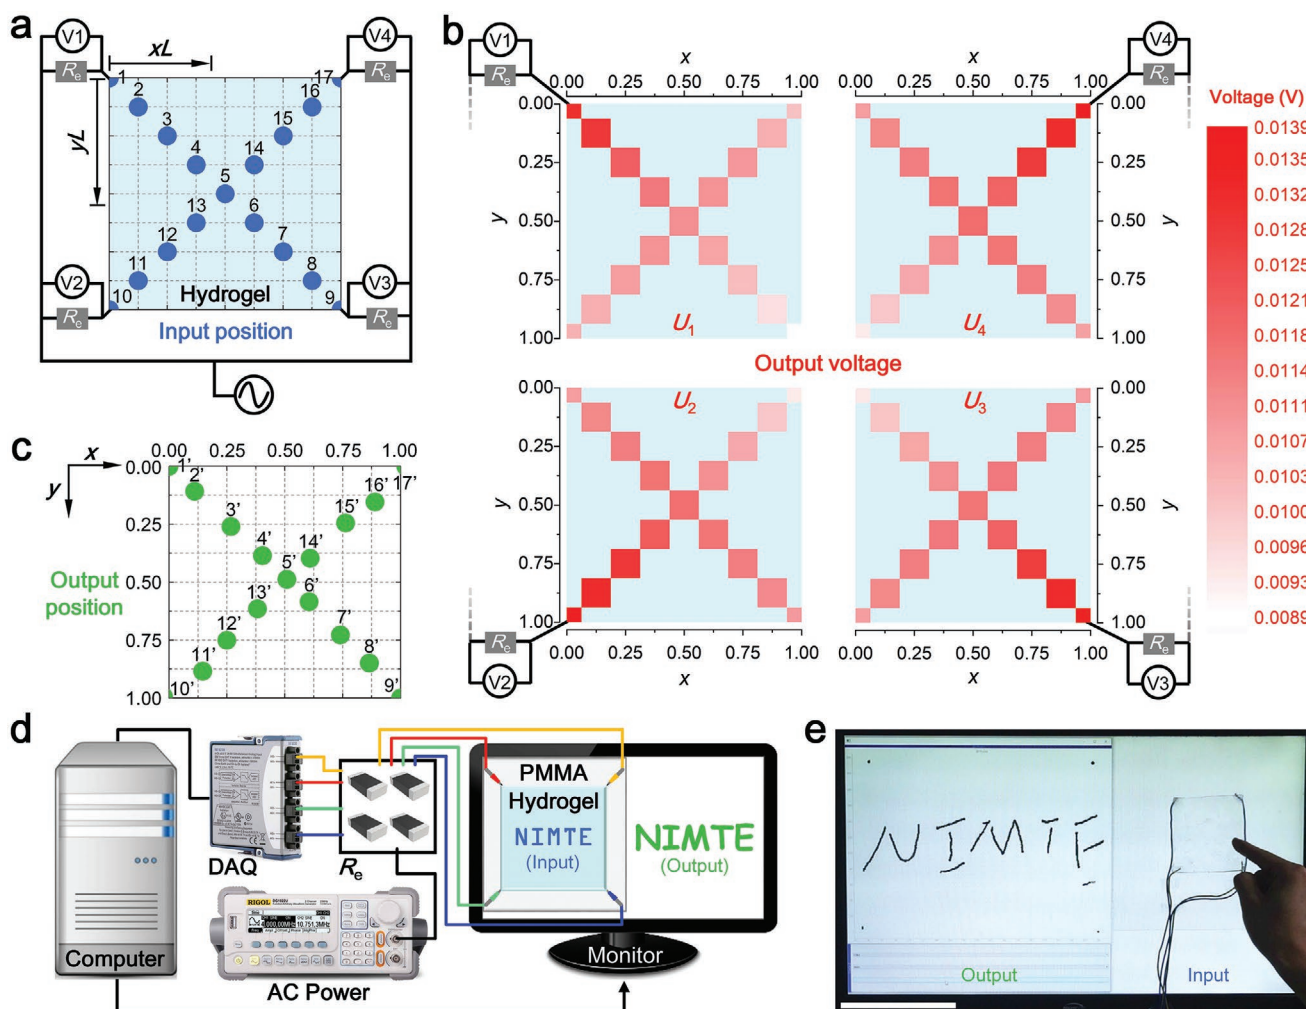 a
V1
V4
xL
yL
Re
Re
1
17
2
16
3
15
4
14
5
13
6
12
7
11
8
10
9
V2
V3
Re
Re
Hydrogel
Input position
b
V1
V4
Re
Re
x
x
0.00 0.25 0.50 0.75 1.00
0.00 0.25 0.50 0.75 1.00
0.00
0.25
0.50
0.75
1.00
y
U1
U4
0.00
0.25
0.50
0.75
1.00
y
Output voltage
0.00
0.25
0.50
0.75
1.00
y
U2
U3
0.00
0.25
0.50
0.75
1.00
y
0.00 0.25 0.50 0.75 1.00
0.00 0.25 0.50 0.75 1.00
x
x
Re
Re
V2
V3
Voltage (V)
0.0139
0.0135
0.0132
0.0128
0.0125
0.0121
0.0118
0.0114
0.0111
0.0107
0.0103
0.0100
0.0096
0.0093
0.0089
c
x
y
0.00 0.25 0.50 0.75 1.00
0.00
0.25
0.50
0.75
1.00
1'
2'
16'
17'
3'
15'
4'
14'
5'
13'
6'
12'
7'
11'
8'
10'
9'
Output
position
d
Computer
DAQ
Re
RIGOL
AC Power
PMMA
Hydrogel
NIMTE
(Input)
NIMTE
(Output)
Monitor
e
NIMTE
Output
Input